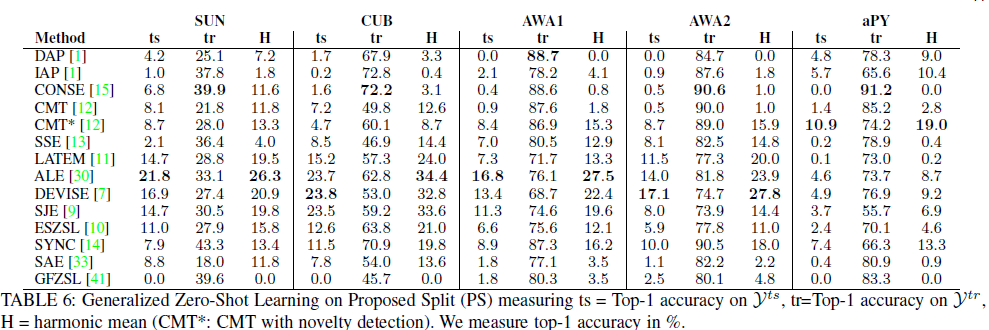 SUN CUB AWA1 AWA2 aPY
Method ts tr H ts tr H ts tr H ts tr H ts tr H
DAP [1] 4.2 25.1 7.2 1.7 67.9 3.3 0.0 88.7 0.0 0.0 84.7 0.0 4.8 78.3 9.0
IAP [1] 1.0 37.8 1.8 0.2 72.8 0.4 2.1 78.2 4.1 0.9 87.6 1.8 5.7 65.6 10.4
CONSE [15] 6.8 39.9 11.6 1.6 72.2 3.1 0.4 88.6 0.8 0.5 90.6 1.0 0.0 91.2 0.0
CMT [12] 8.1 21.8 11.8 7.2 49.8 12.6 0.9 87.6 1.8 0.5 90.0 1.0 1.4 85.2 2.8
CMT* [12] 8.7 28.0 13.3 4.7 60.1 8.7 8.4 86.9 15.3 8.7 89.0 15.9 10.9 74.2 19.0
SSE [13] 2.1 36.4 4.0 8.5 46.9 14.4 7.0 80.5 12.9 8.1 82.5 14.8 0.2 78.9 0.4
LATEM [11] 14.7 28.8 19.5 15.2 57.3 24.0 7.3 71.7 13.3 11.5 77.3 20.0 0.1 73.0 0.2
ALE [30] 21.8 33.1 26.3 23.7 62.8 34.4 16.8 76.1 27.5 14.0 81.8 23.9 4.6 73.7 8.7
DEVISE [7] 16.9 27.4 20.9 23.8 53.0 32.8 13.4 68.7 22.4 17.1 74.7 27.8 4.9 76.9 9.2
SJE [9] 14.7 30.5 19.8 23.5 59.2 33.6 11.3 74.6 19.6 8.0 73.9 14.4 3.7 55.7 6.9
ESZSL [10] 11.0 27.9 15.8 12.6 63.8 21.0 6.6 75.6 12.1 5.9 77.8 11.0 2.4 70.1 4.6
SYNC [14] 7.9 43.3 13.4 11.5 70.9 19.8 8.9 87.3 16.2 10.0 90.5 18.0 7.4 66.3 13.3
SAE [33] 8.8 18.0 11.8 7.8 54.0 13.6 1.8 77.1 3.5 1.1 82.2 2.2 0.4 80.9 0.9
GFZSL [41] 0.0 39.6 0.0 0.0 45.7 0.0 1.8 80.3 3.5 2.5 80.1 4.8 0.0 83.3 0.0
TABLE 6: Generalized Zero-Shot Learning on Proposed Split (PS) measuring ts = Top-1 accuracy on 𝒴^ts, tr=Top-1 accuracy on 𝒴^tr,
H = harmonic mean (CMT*: CMT with novelty detection). We measure top-1 accuracy in %.